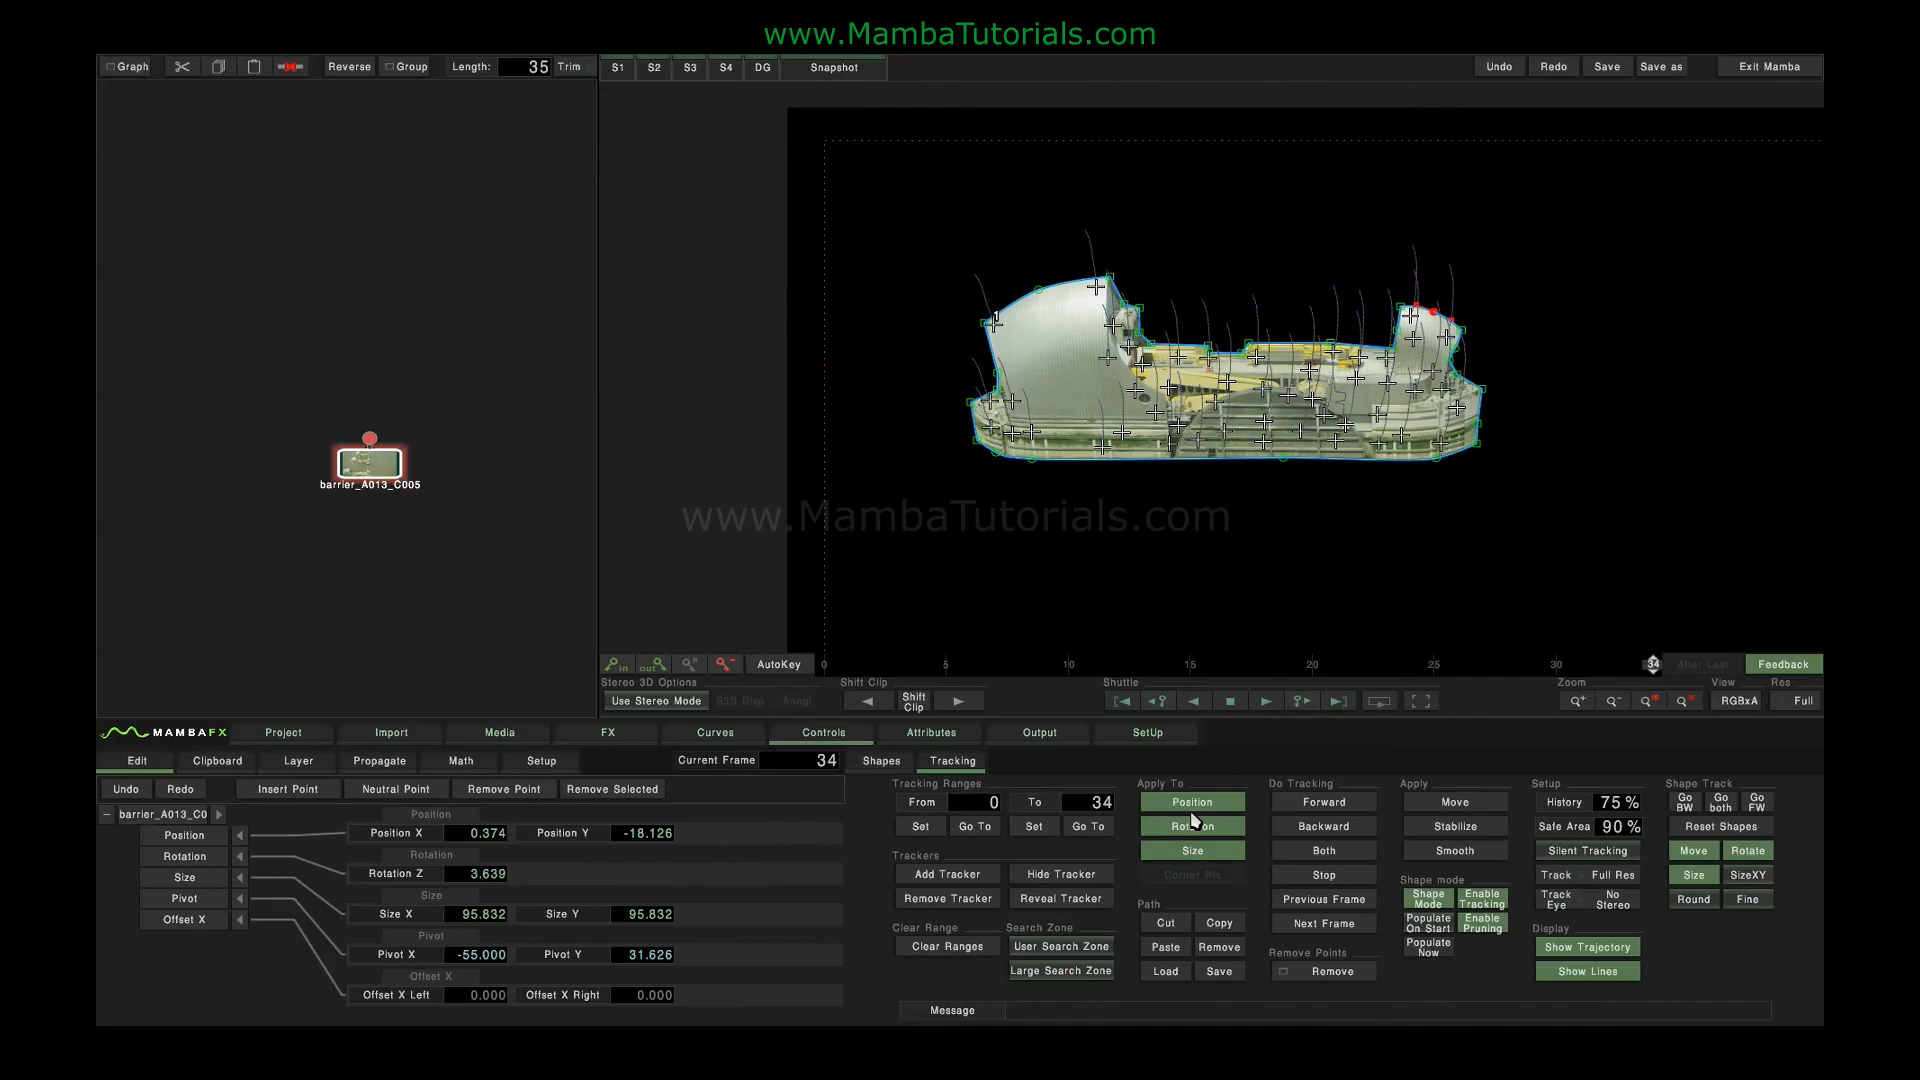 www.MambaTutorials.com
Graph Reverse Group Length: 35 Trim S1 S2 S3 S4 DG Snapshot Undo Redo Save Save as Exit Mamba
1
barrier_A013_C005
www.MambaTutorials.com
in out N AutoKey 0 5 10 15 20 25 30 34 After Last Feedback
Stereo 3D Options Shift Clip Shuttle Zoom View Res
Use Stereo Mode S3D Disp Anagl Shift Clip RGBxA Full
MAMBAFX Project Import Media FX Curves Controls Attributes Output SetUp
Edit Clipboard Layer Propagate Math Setup Current Frame 34 Shapes Tracking
Undo Redo Insert Point Neutral Point Remove Point Remove Selected
barrier_A013_C0
Position
Position Position X 0.374 Position Y -18.126
Rotation
Rotation Rotation Z 3.639
Size
Size Size X 95.832 Size Y 95.832
Pivot
Pivot Pivot X -55.000 Pivot Y 31.626
Offset X
Offset X Offset X Left 0.000 Offset X Right 0.000
Tracking Ranges Apply To Do Tracking Apply Setup Shape Track
From 0 To 34 Position Forward Move History 75 % Go BW Go both Go FW
Set Go To Set Go To Rotation Backward Stabilize Safe Area 90 % Reset Shapes
Size Both Smooth Silent Tracking Move Rotate
Trackers
Add Tracker Hide Tracker Corner Pin Stop Track Full Res Size SizeXY
Shape mode
Remove Tracker Reveal Tracker Previous Frame Shape Mode Enable Tracking Track Eye No Stereo Round Fine
Path
Cut Copy Next Frame Populate On Start Enable Pruning
Clear Range Search Zone Display
Clear Ranges User Search Zone Paste Remove Populate Now Show Trajectory
Remove Points
Large Search Zone Load Save Remove Show Lines
Message